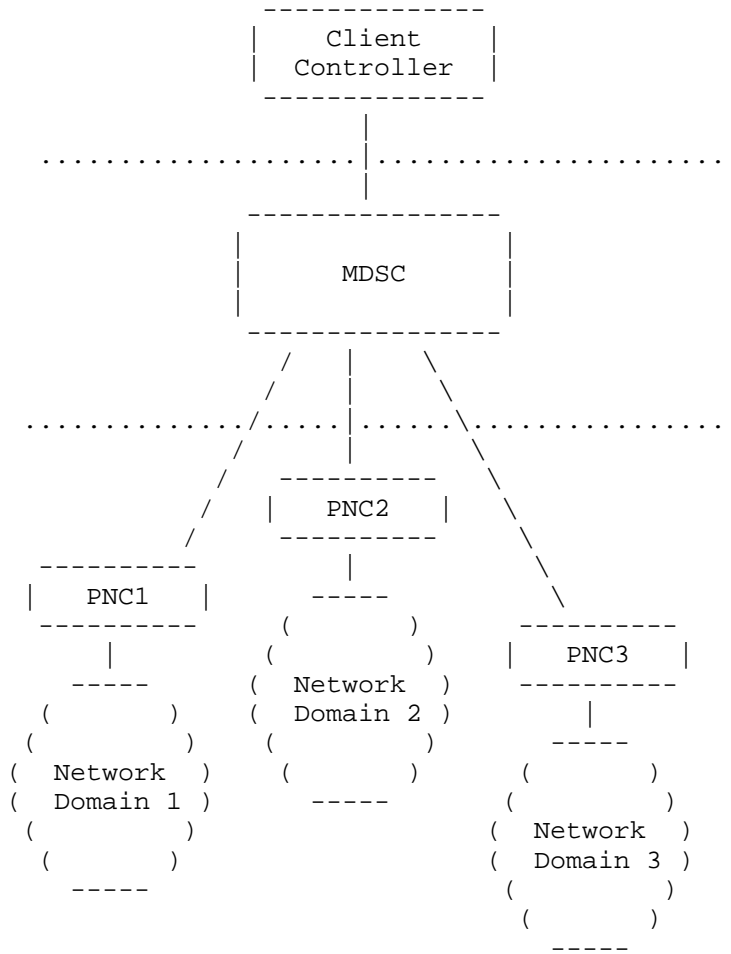 Client
Controller
MDSC
PNC2
PNC1
PNC3
Network
Domain 2
Network
Domain 1
Network
Domain 3